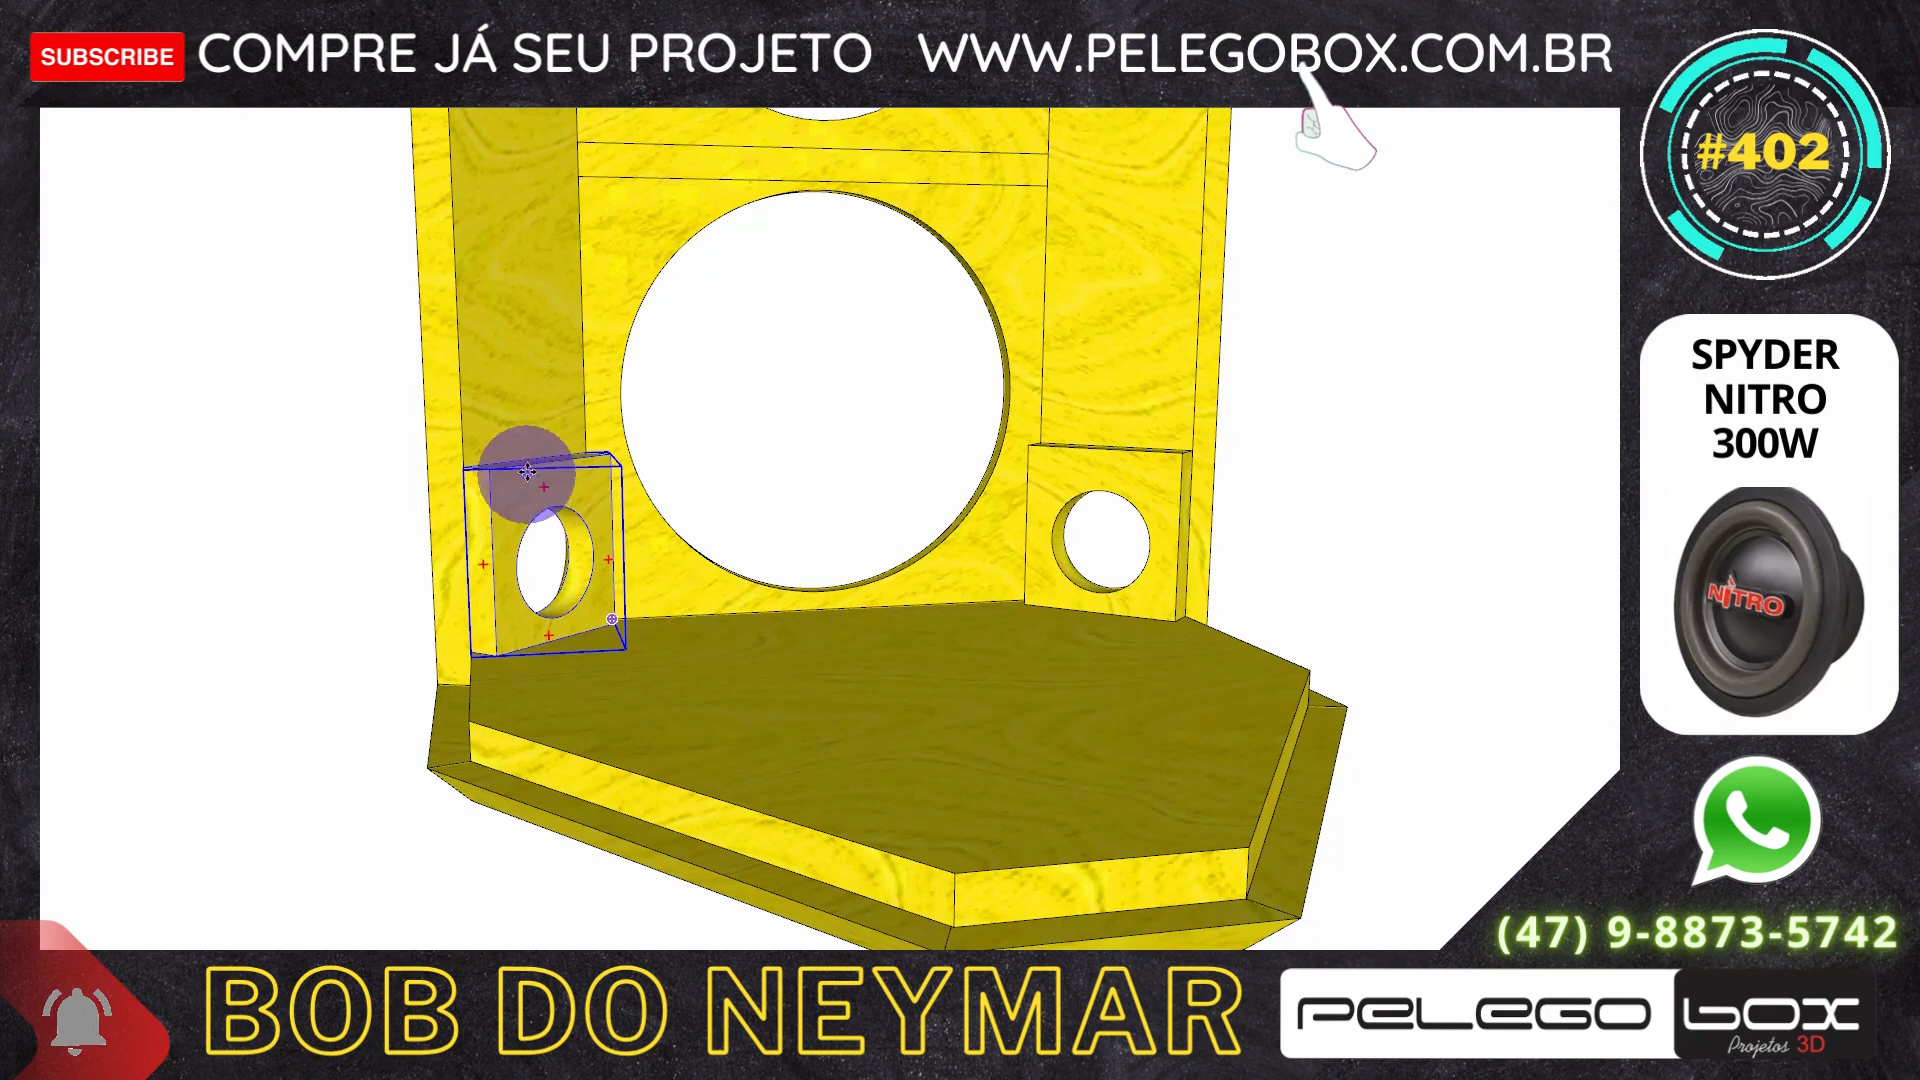 SUBSCRIBE
COMPRE JÁ SEU PROJETO WWW.PELEGOBOX.COM.BR
#402
SPYDER
NITRO
300W
NITRO
(47) 9-8873-5742
BOB DO NEYMAR
PELEGO BOX
Projetos 3D